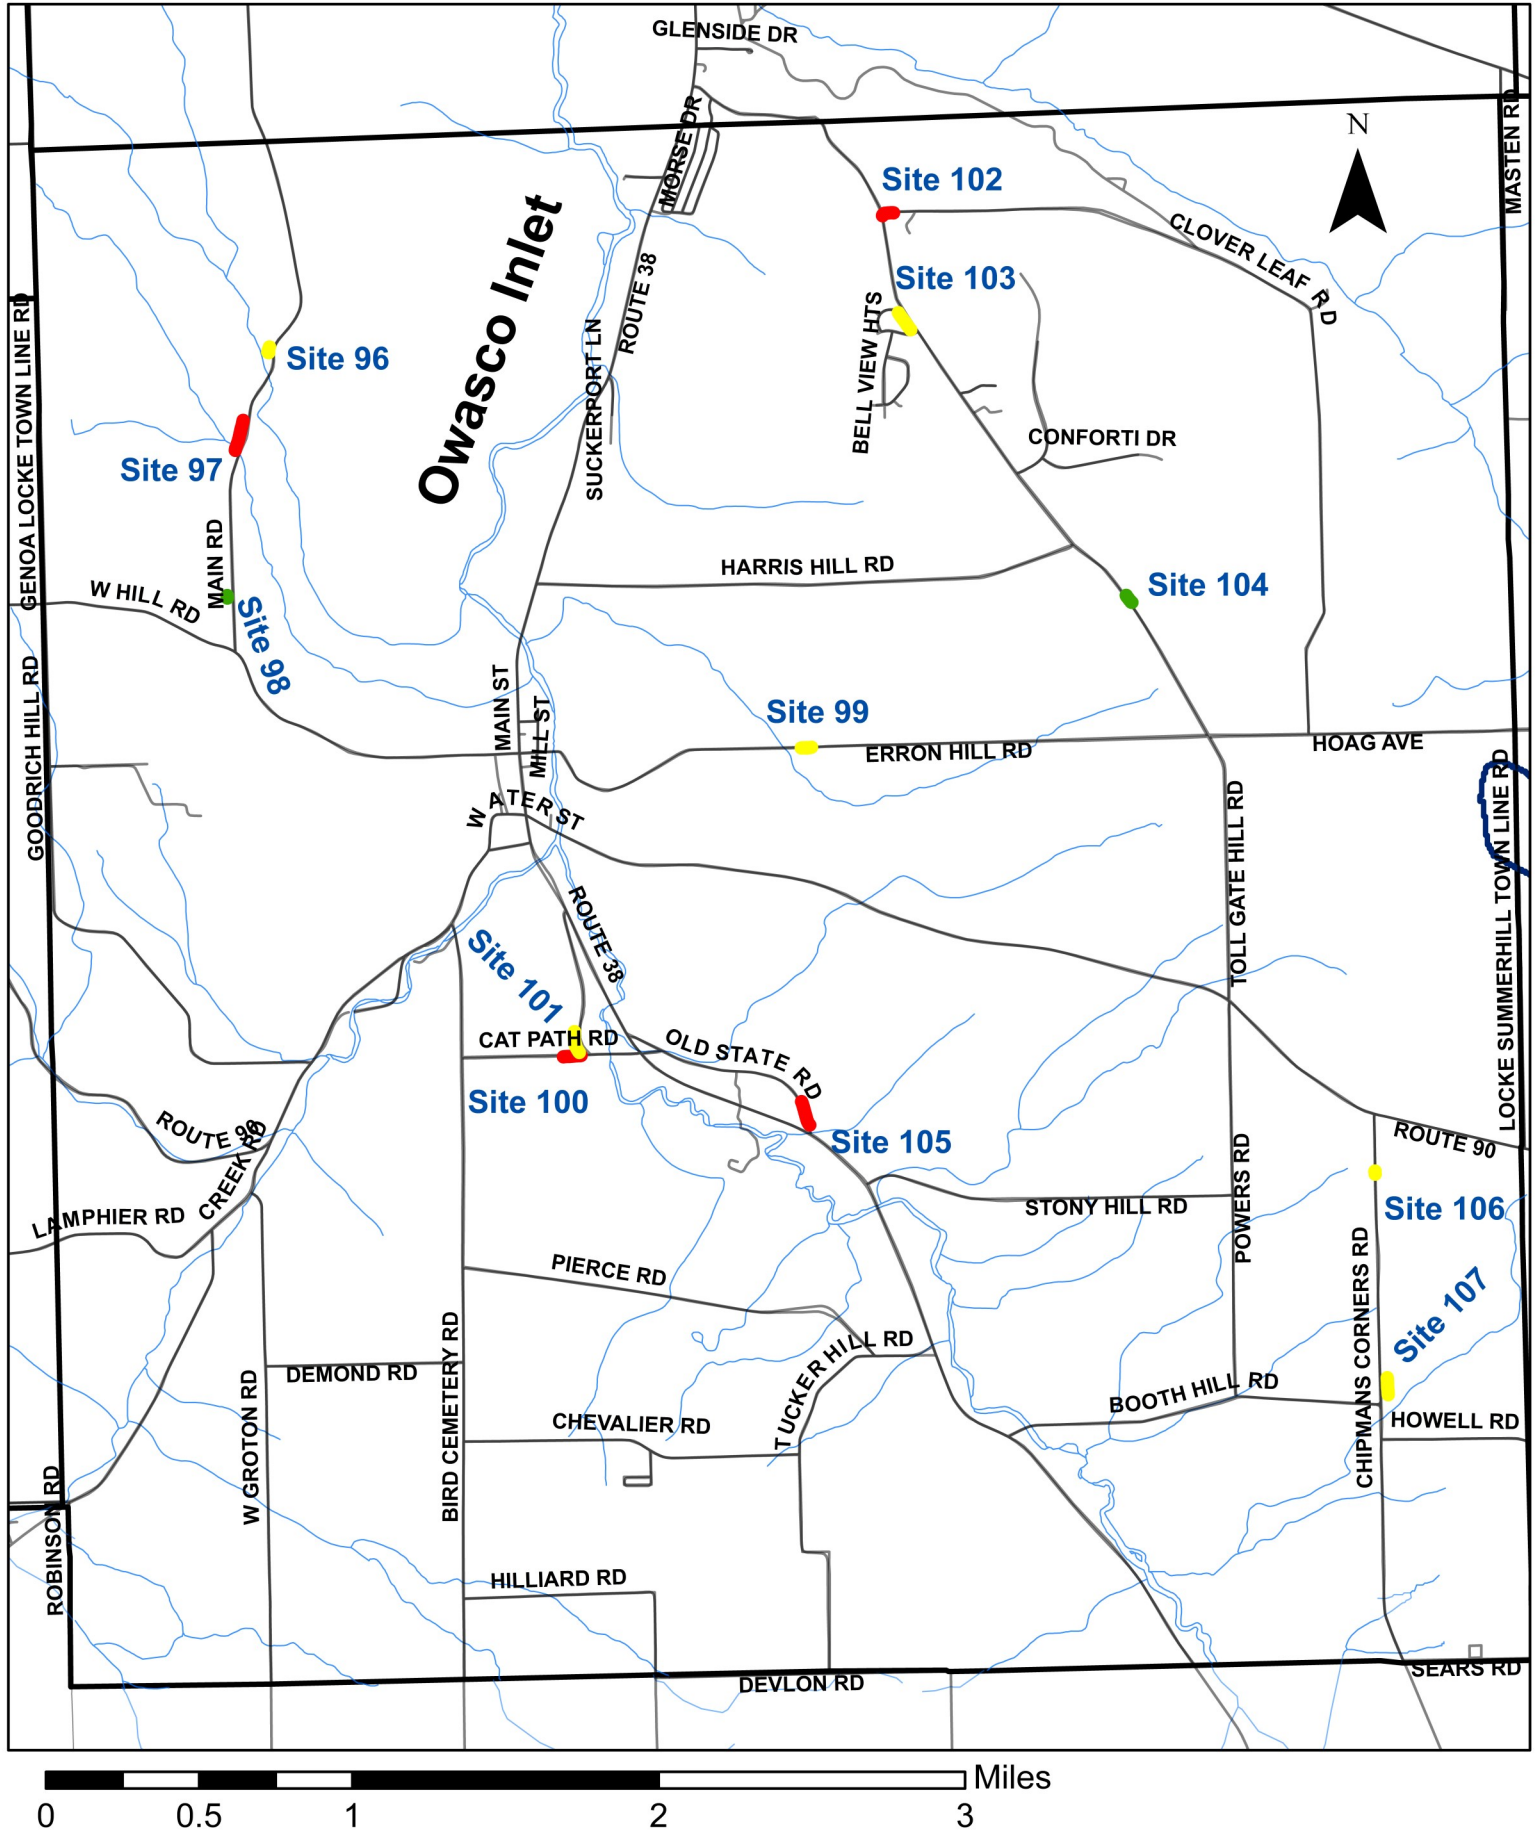 GLENSIDE DR
MORSE DR
N
MASTEN RD
Site 102
CLOVER LEAF RD
Owasco Inlet
ROUTE 38
Site 103
SUCKERPORT LN
BELL VIEW HTS
GENOA LOCKE TOWN LINE RD
Site 96
CONFORTI DR
Site 97
MAIN RD
HARRIS HILL RD
W HILL RD
Site 104
Site 98
GOODRICH HILL RD
MAIN ST
MILL ST
Site 99
ERRON HILL RD
HOAG AVE
WATER ST
TOLL GATE HILL RD
LOCKE SUMMERHILL TOWN LINE RD
ROUTE 38
Site 101
CAT PATH RD
OLD STATE RD
Site 100
Site 105
ROUTE 90
ROUTE 90
CREEK RD
LAMPHIER RD
STONY HILL RD
POWERS RD
Site 106
PIERCE RD
CHIPMANS CORNERS RD
Site 107
TUCKER HILL RD
DEMOND RD
BIRD CEMETERY RD
W GROTON RD
BOOTH HILL RD
CHEVALIER RD
HOWELL RD
ROBINSON RD
HILLIARD RD
DEVLON RD
SEARS RD
Miles
0 0.5 1 2 3